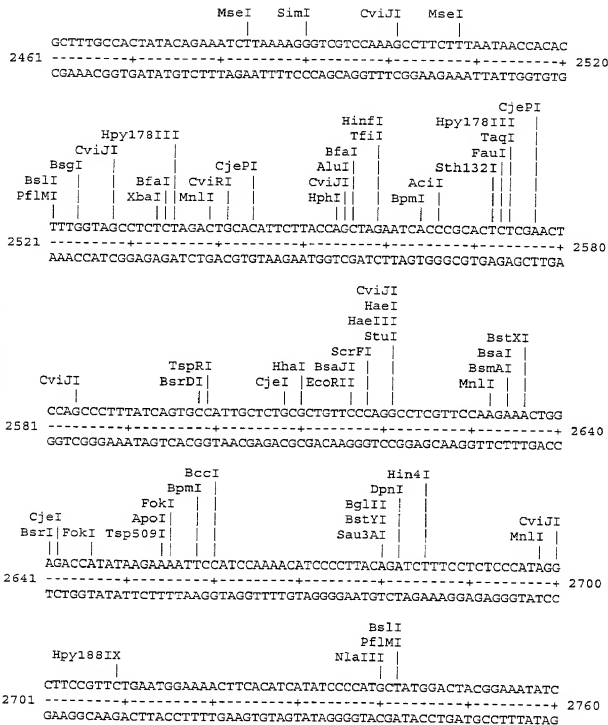 MseI SimI CviJI MseI
GCTTTGCCACTATACAGAAATCTTAAAAGGGTCGTCCAAAGCCTTCTTTAATAACCACAC
2461 ---------+---------+---------+---------+---------+---------+ 2520
CGAAACGGTGATATGTCTTTAGAATTTTCCCAGCAGGTTTCGGAAGAAATTATTGGTGTG
CjePI
HinfI Hpy178III
Hpy178III TfiI TaqI
CviJI BfaI FauI
BsgI CjePI AluI Sth132I
BslI BfaI CviRI CviJI AciI
PflMI XbaI MnlI HphI BpmI
TTTGGTAGCCTCTCTAGACTGCACATTCTTACCAGCTAGAATCACCCGCACTCTCGAACT
2521 ---------+---------+---------+---------+---------+---------+ 2580
AAACCATCGGAGAGATCTGACGTGTAAGAATGGTCGATCTTAGTGGGCGTGAGAGCTTGA
CviJI
HaeI
HaeIII
StuI BstXI
ScrFI BsaI
TspRI HhaI BsaJI BsmAI
CviJI BsrDI CjeI EcoRII MnlI
CCAGCCCTTTATCAGTGCCATTGCTCTGCGCTGTTCCCAGGCCTCGTTCCAAGAAACTGG
2581 ---------+---------+---------+---------+---------+---------+ 2640
GGTCGGGAAATAGTCACGGTAACGAGACGCGACAAGGGTCCGGAGCAAGGTTCTTTGACC
BccI Hin4I
BpmI DpnI
FokI BglII
CjeI ApoI BstYI CviJI
BsrI FokI Tsp509I Sau3AI MnlI
AGACCATATAAGAAAATTCCATCCAAAACATCCCCTTACAGATCTTTCCTCTCCCATAGG
2641 ---------+---------+---------+---------+---------+---------+ 2700
TCTGGTATATTCTTTTAAGGTAGGTTTTGTAGGGGAATGTCTAGAAAGGAGAGGGTATCC
BslI
PflMI
Hpy188IX NlaIII
CTTCCGTTCTGAATGGAAAACTTCACATCATATCCCCATGCTATGGACTACGGAAATATC
2701 ---------+---------+---------+---------+---------+---------+ 2760
GAAGGCAAGACTTACCTTTTGAAGTGTAGTATAGGGGTACGATACCTGATGCCTTTATAG